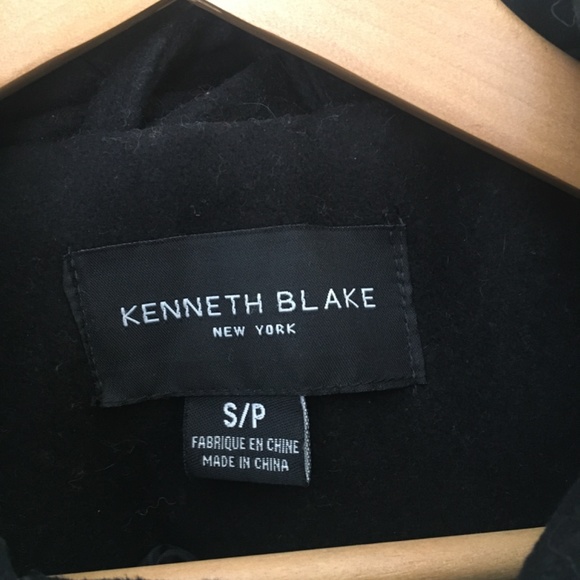 KENNETH BLAKE
NEW YORK
S/P
FABRIQUE EN CHINE
MADE IN CHINA